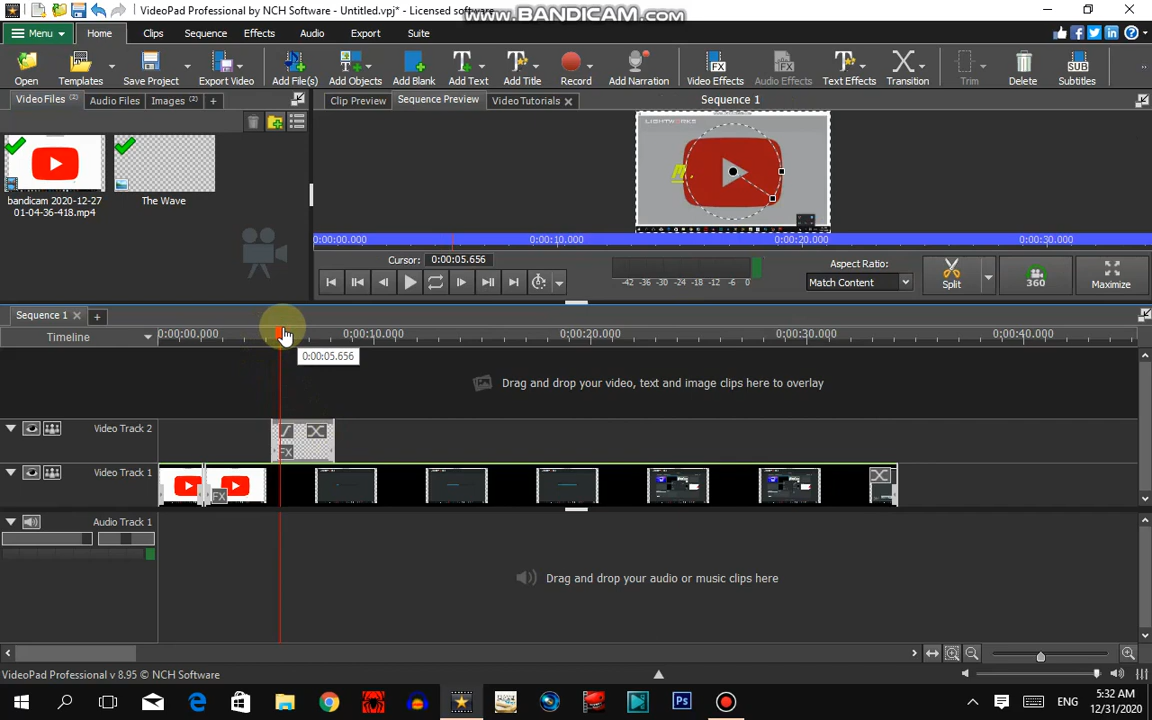 VideoPad Professional by NCH Software - Untitled.vpj* - Licensed software
www.BANDICAM.com
Menu Home Clips Sequence Effects Audio Export Suite
Open Templates Save Project Export Video Add File(s) Add Objects Add Blank Add Text Add Title Record Add Narration Video Effects Audio Effects Text Effects Transition Trim Delete Subtitles
Video Files (2) Audio Files Images (2) +
Clip Preview Sequence Preview Video Tutorials Sequence 1
LIGHTWORKS
bandicam 2020-12-27
01-04-36-418.mp4
The Wave
0:00:00.000 0:00:10.000 0:00:20.000 0:00:30.000
Cursor: 0:00:05.656
-42 -36 -30 -24 -18 -12 -6 0
Aspect Ratio:
Match Content
Split 360 Maximize
Sequence 1 +
Timeline 0:00:00.000 0:00:10.000 0:00:20.000 0:00:30.000 0:00:40.000
0:00:05.656
Drag and drop your video, text and image clips here to overlay
Video Track 2
FX
Video Track 1
FX
Audio Track 1
Drag and drop your audio or music clips here
VideoPad Professional v 8.95 © NCH Software
Ps
ENG
5:32 AM
12/31/2020